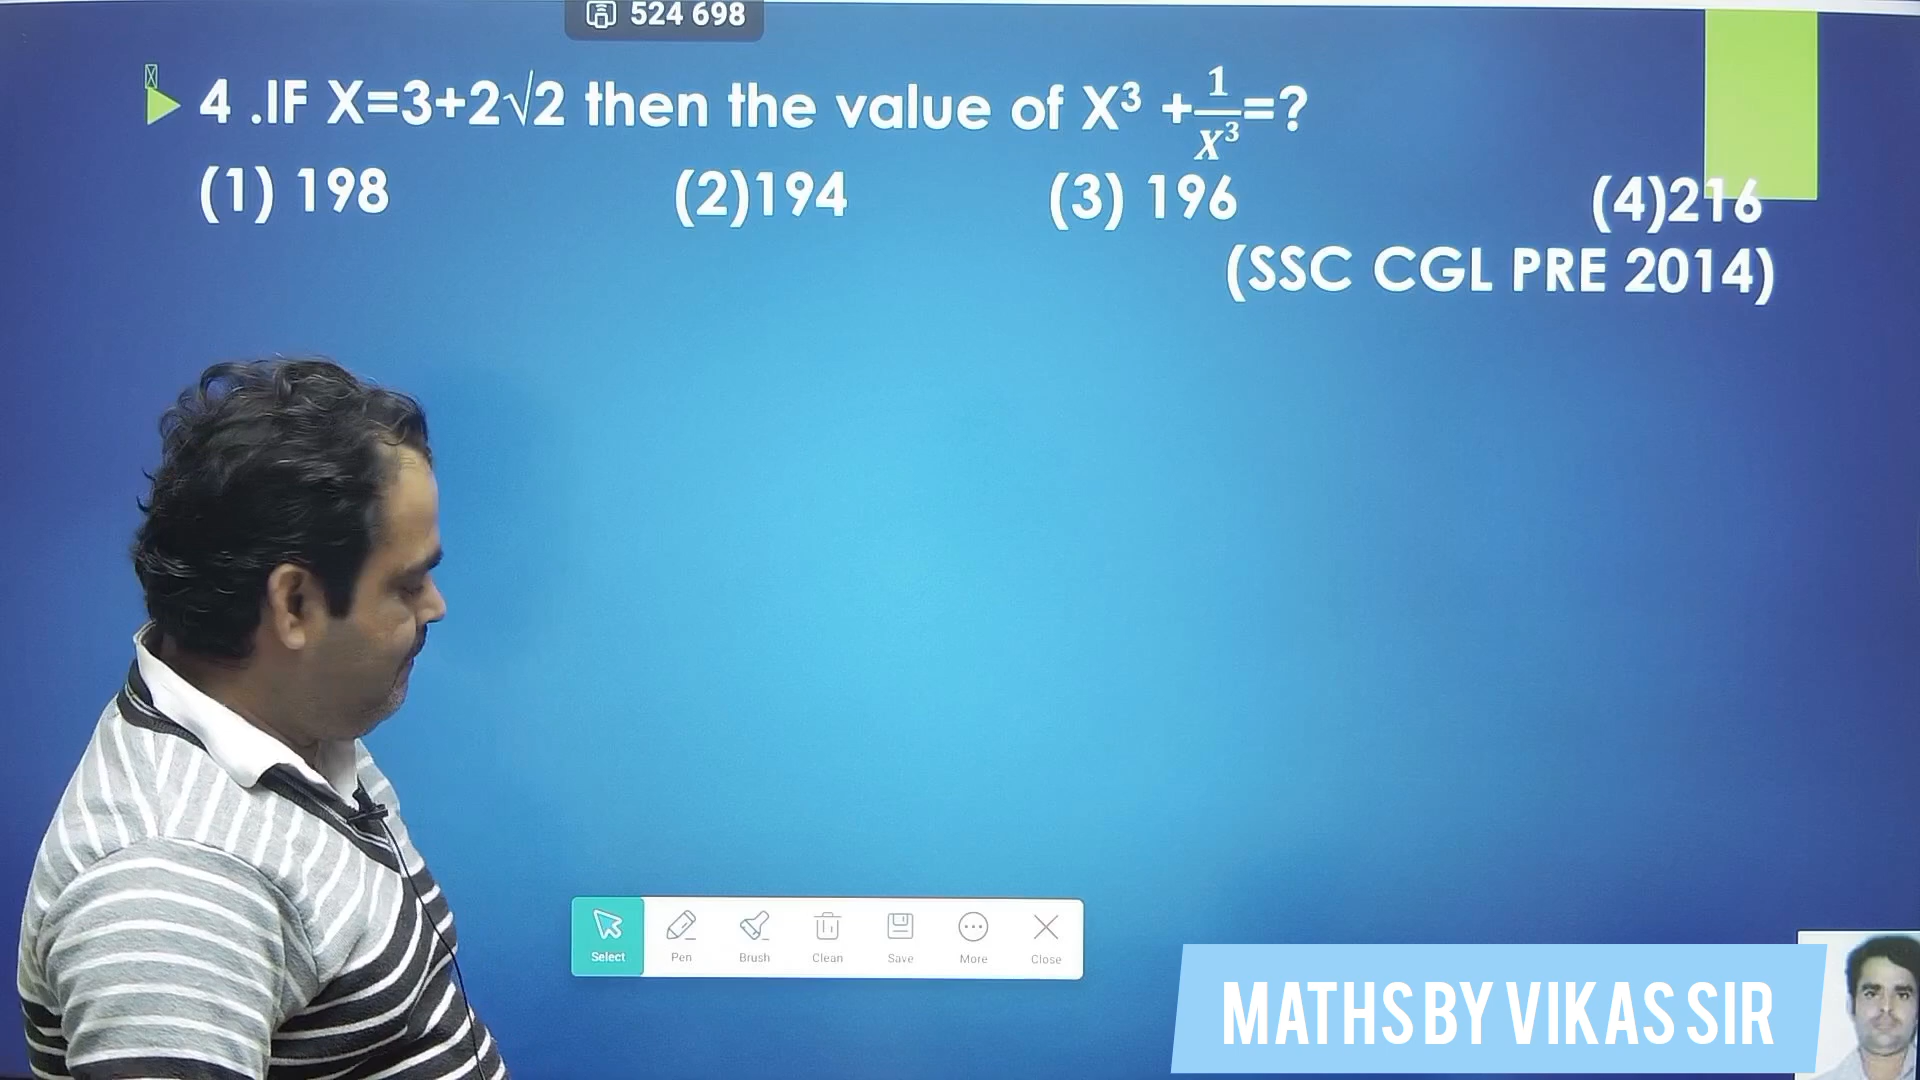 524 698
4 .IF X=3+2√2 then the value of X³ +1/X³=?
(1) 198 (2)194 (3) 196 (4)216
(SSC CGL PRE 2014)
Select Pen Brush Clean Save More Close
MATHS BY VIKAS SIR